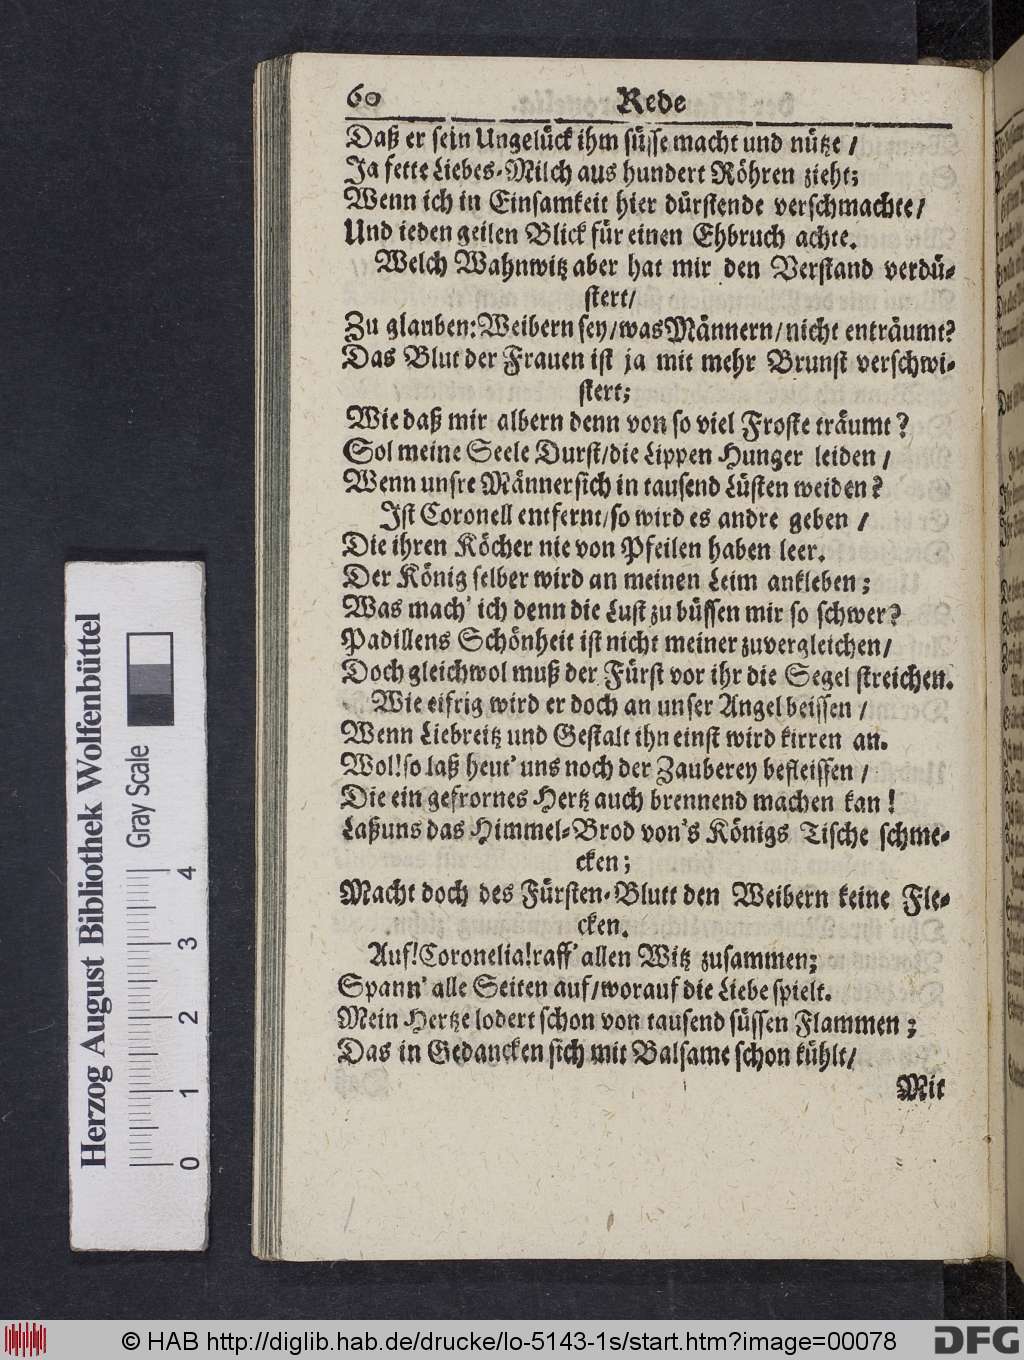 60 Rede
Daß er sein Ungelück ihm süsse macht und nütze /
Ja fette Liebes-Milch aus hundert Röhren zieht;
Wenn ich in Einsamkeit hier dürstende verschmachte/
Und ieden geilen Blick für einen Ehbruch achte.
Welch Wahnwitz aber hat mir den Verstand verdü-
stert/
Zu glauben: Weibern sey/was Männern/nicht enträumt?
Das Blut der Frauen ist ja mit mehr Brunst verschwi-
stert;
Wie daß mir albern denn von so viel Froste träumt?
Sol meine Seele Durst/die Lippen Hunger leiden /
Wenn unsre Männer sich in tausend Lüsten weiden?
Ist Coronell entfernt/so wird es andre geben /
Die ihren Köcher nie von Pfeilen haben leer.
Der König selber wird an meinen Leim ankleben;
Was mach' ich denn die Lust zu büssen mir so schwer?
Padillens Schönheit ist nicht meiner zuvergleichen/
Doch gleichwol muß der Fürst vor ihr die Segel streichen.
Wie eifrig wird er doch an unser Angel beissen /
Wenn Liebreitz und Gestalt ihn einst wird kirren an.
Wol!so laß heut' uns noch der Zauberey befleissen /
Die ein gefrornes Hertz auch brennend machen kan!
Laß uns das Himmel-Brod von's Königs Tische schme-
cken;
Macht doch des Fürsten-Blutt den Weibern keine Fle-
cken.
Auf!Coronelia!raff' allen Witz zusammen;
Spann' alle Seiten auf/worauf die Liebe spielt.
Mein Hertze lodert schon von tausend süssen Flammen;
Das in Gedancken sich mit Balsame schon kühlt/
Mit
Herzog August Bibliothek Wolfenbüttel
Gray Scale
0 1 2 3 4
© HAB http://diglib.hab.de/drucke/lo-5143-1s/start.htm?image=00078
DFG